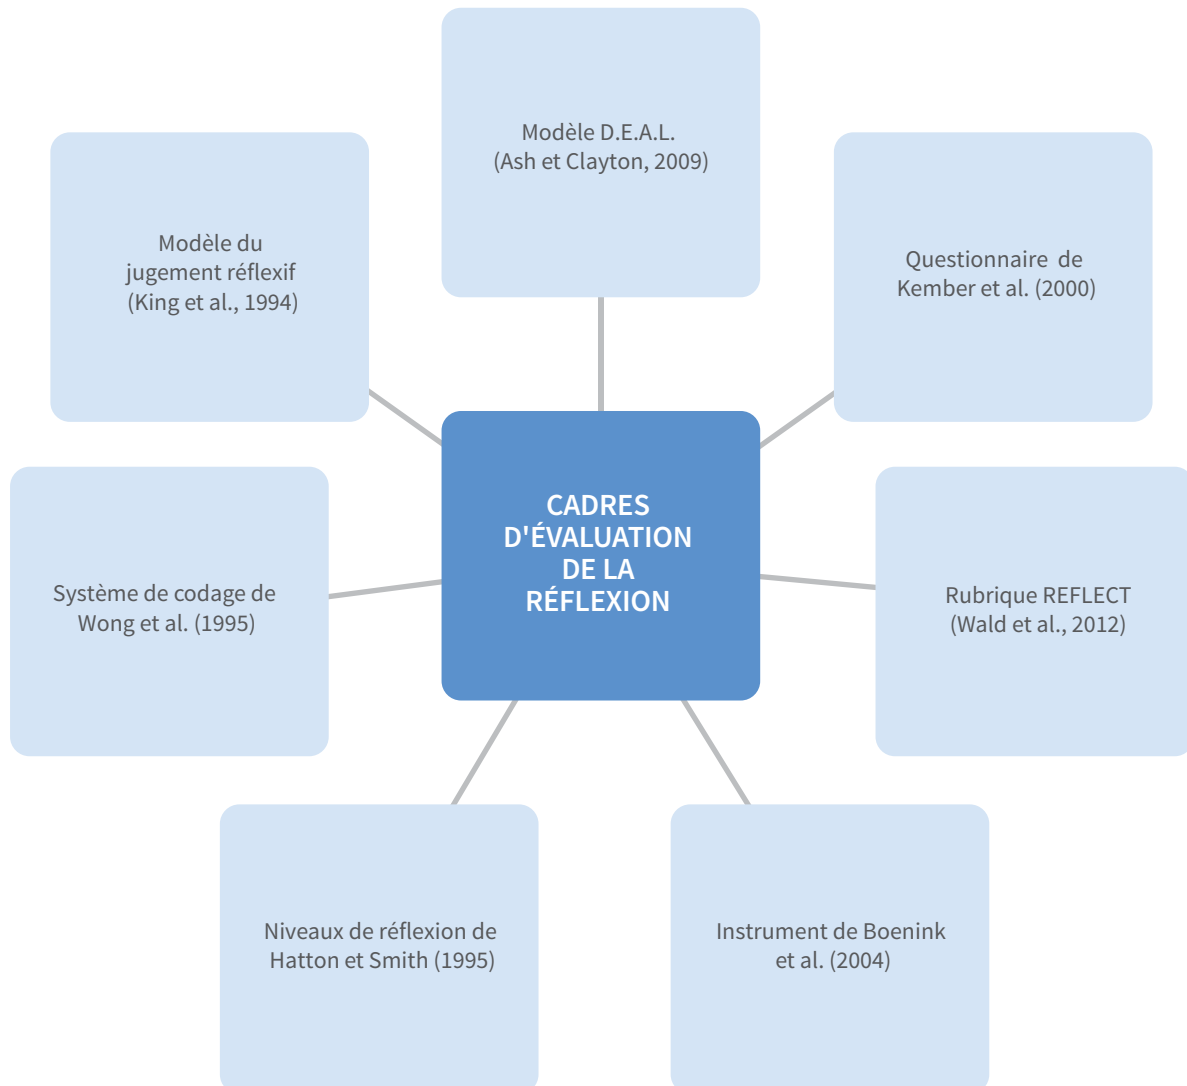 Modèle D.E.A.L.
(Ash et Clayton, 2009)
Modèle du
jugement réflexif
(King et al., 1994)
Questionnaire de
Kember et al. (2000)
CADRES
D'ÉVALUATION
DE LA
RÉFLEXION
Système de codage de
Wong et al. (1995)
Rubrique REFLECT
(Wald et al., 2012)
Niveaux de réflexion de
Hatton et Smith (1995)
Instrument de Boenink
et al. (2004)